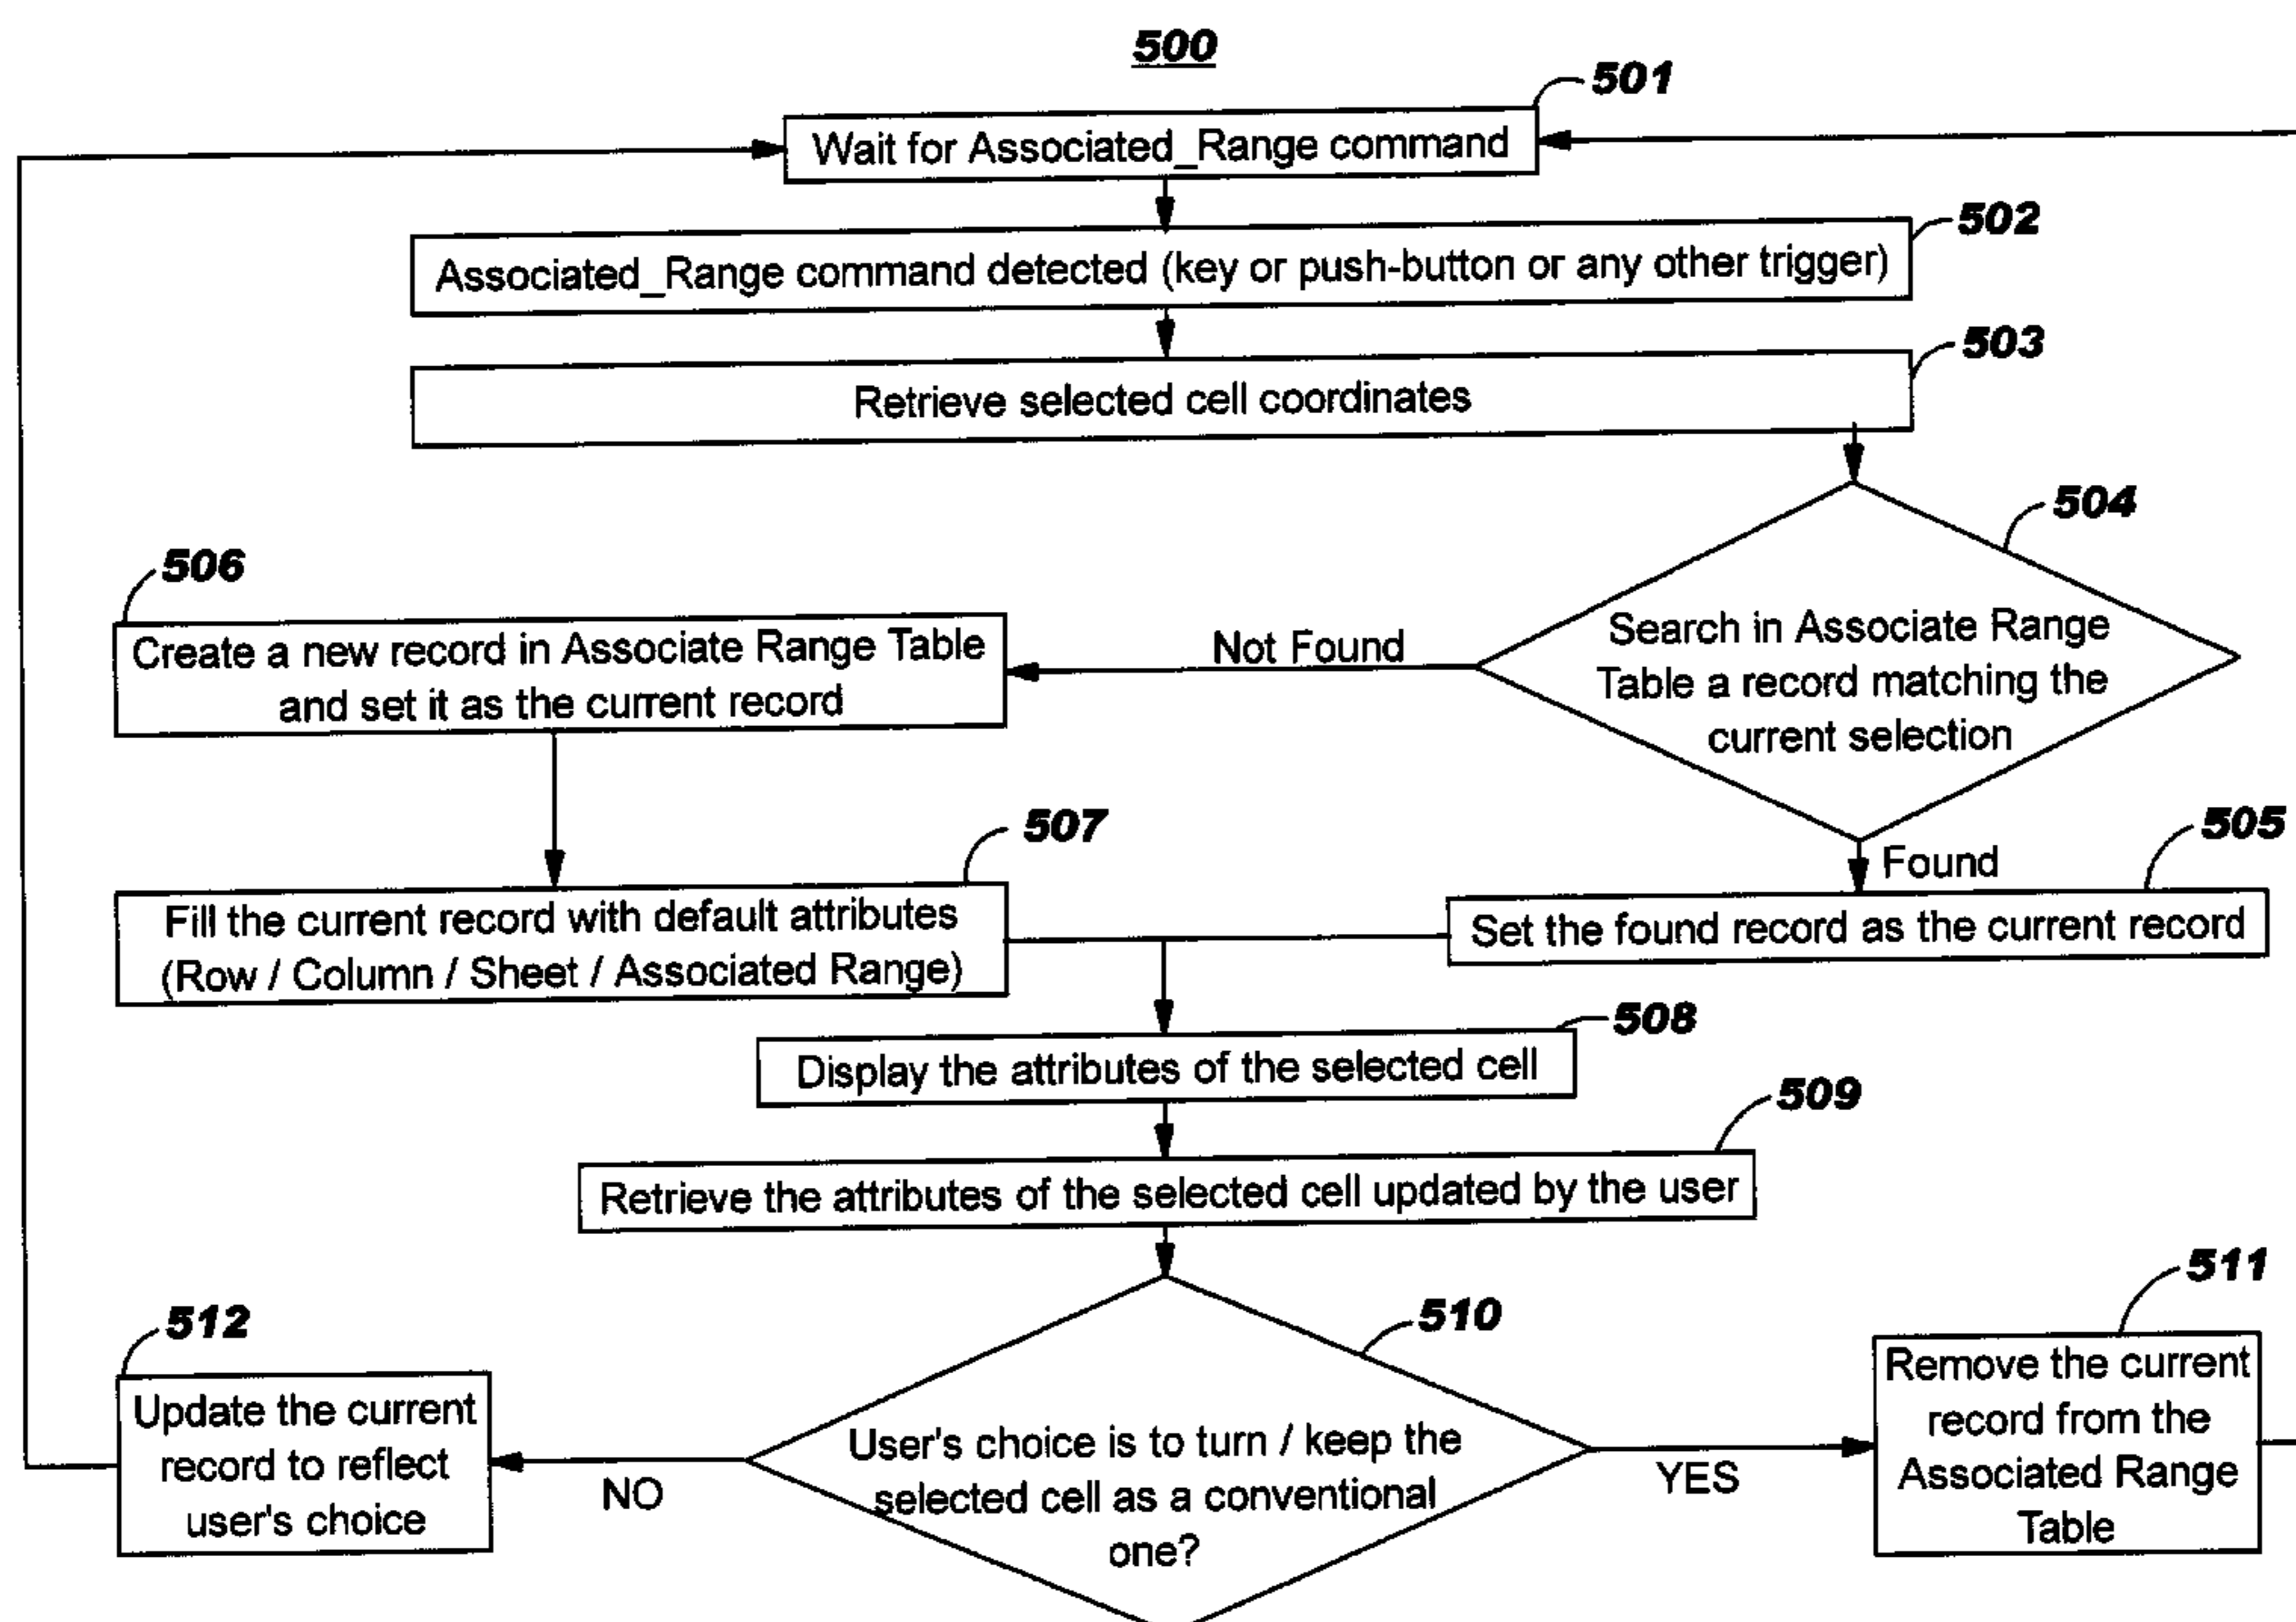 500
501
Wait for Associated_Range command
502
Associated_Range command detected (key or push-button or any other trigger)
503
Retrieve selected cell coordinates
504
Search in Associate Range
Table a record matching the
current selection
Not Found
506
Create a new record in Associate Range Table
and set it as the current record
Found
505
Set the found record as the current record
507
Fill the current record with default attributes
(Row / Column / Sheet / Associated Range)
508
Display the attributes of the selected cell
509
Retrieve the attributes of the selected cell updated by the user
510
User's choice is to turn / keep the
selected cell as a conventional
one?
YES
511
Remove the current
record from the
Associated Range
Table
NO
512
Update the current
record to reflect
user's choice